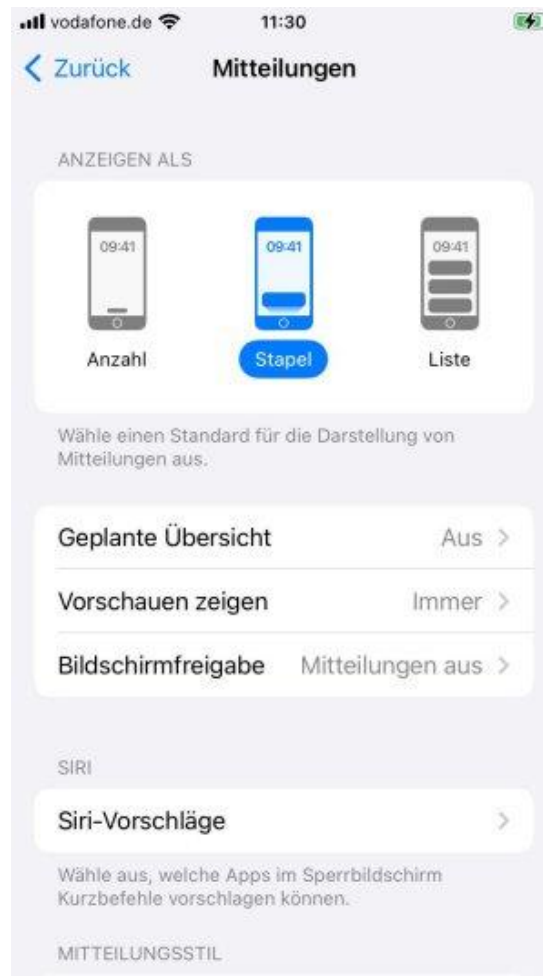 vodafone.de 11:30
Zurück Mitteilungen
ANZEIGEN ALS
09:41 09:41 09:41
Anzahl Stapel Liste
Wähle einen Standard für die Darstellung von
Mitteilungen aus.
Geplante Übersicht Aus
Vorschauen zeigen Immer
Bildschirmfreigabe Mitteilungen aus
SIRI
Siri-Vorschläge
Wähle aus, welche Apps im Sperrbildschirm
Kurzbefehle vorschlagen können.
MITTEILUNGSSTIL